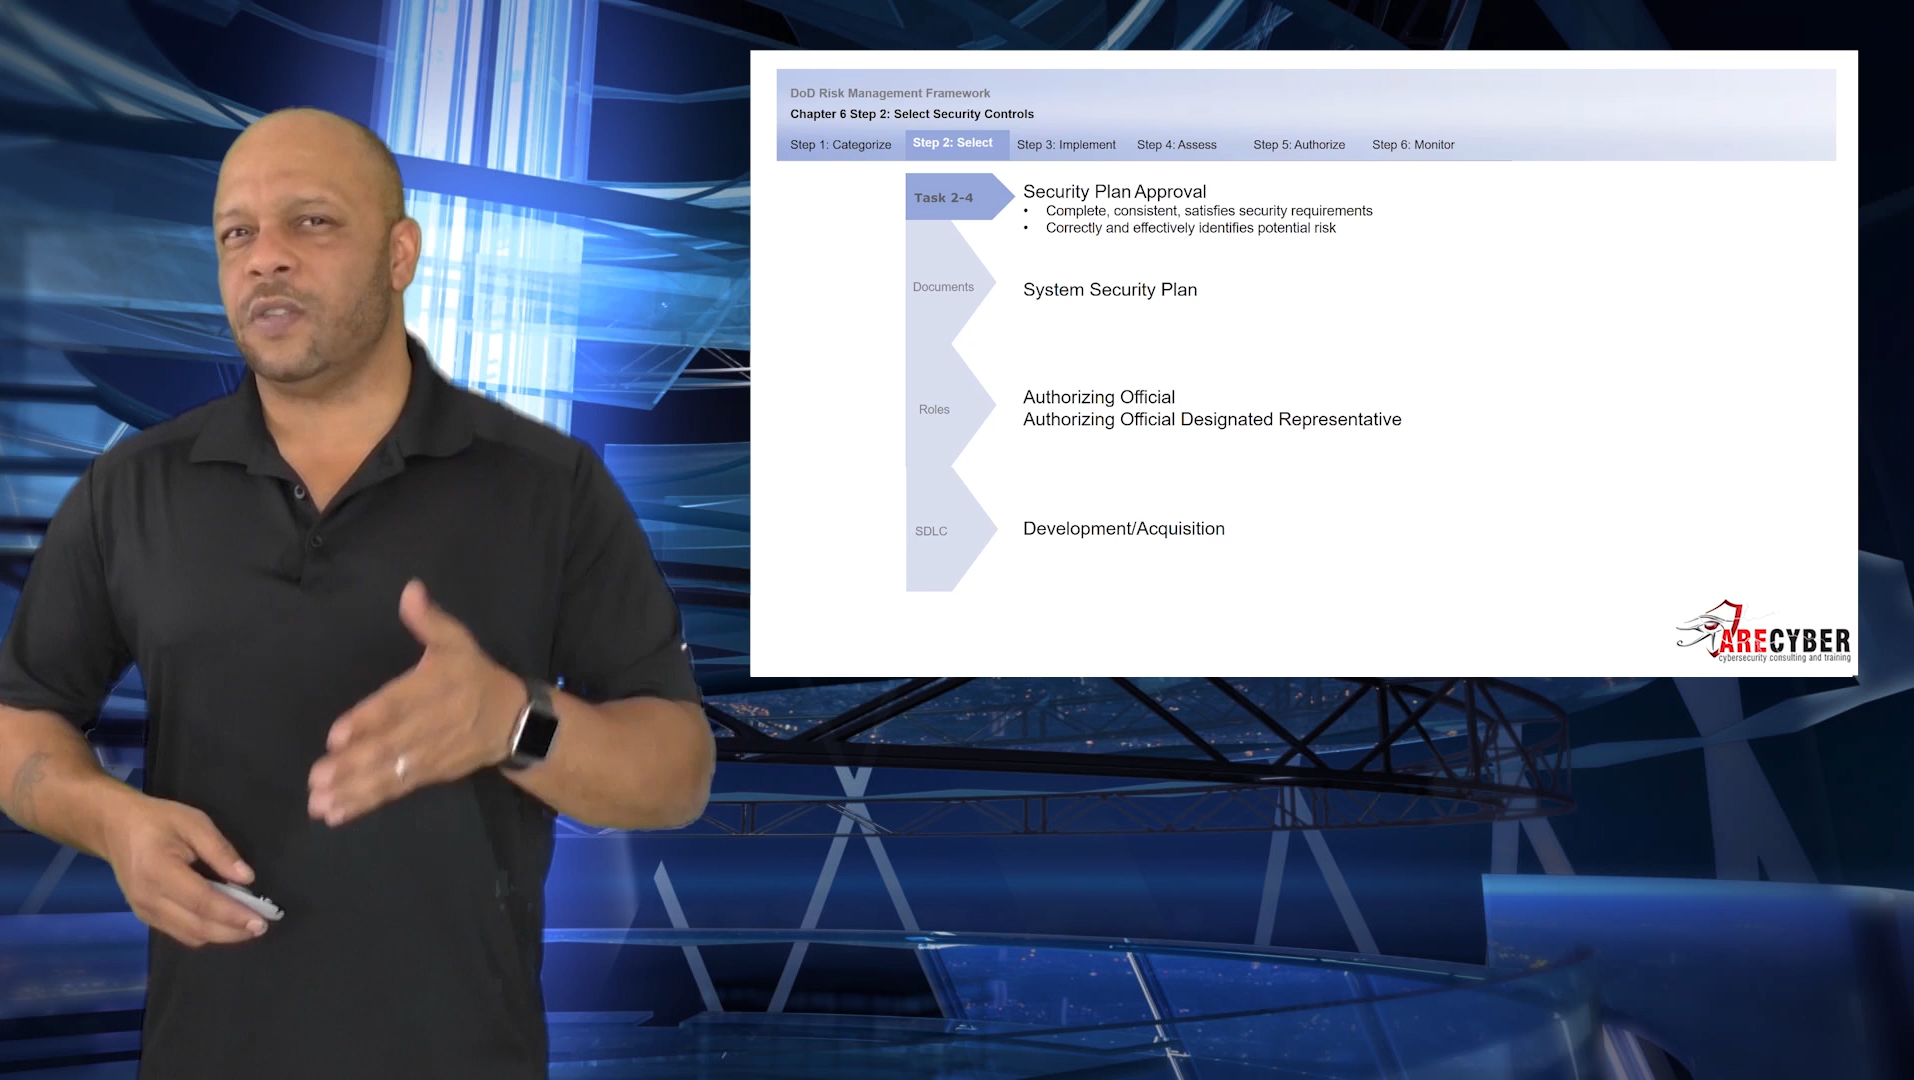 DoD Risk Management Framework
Chapter 6 Step 2: Select Security Controls
Step 1: Categorize Step 2: Select Step 3: Implement Step 4: Assess Step 5: Authorize Step 6: Monitor
Task 2-4 Security Plan Approval
• Complete, consistent, satisfies security requirements
• Correctly and effectively identifies potential risk
Documents System Security Plan
Authorizing Official
Roles
Authorizing Official Designated Representative
SDLC Development/Acquisition
ARECYBER
cybersecurity consulting and training